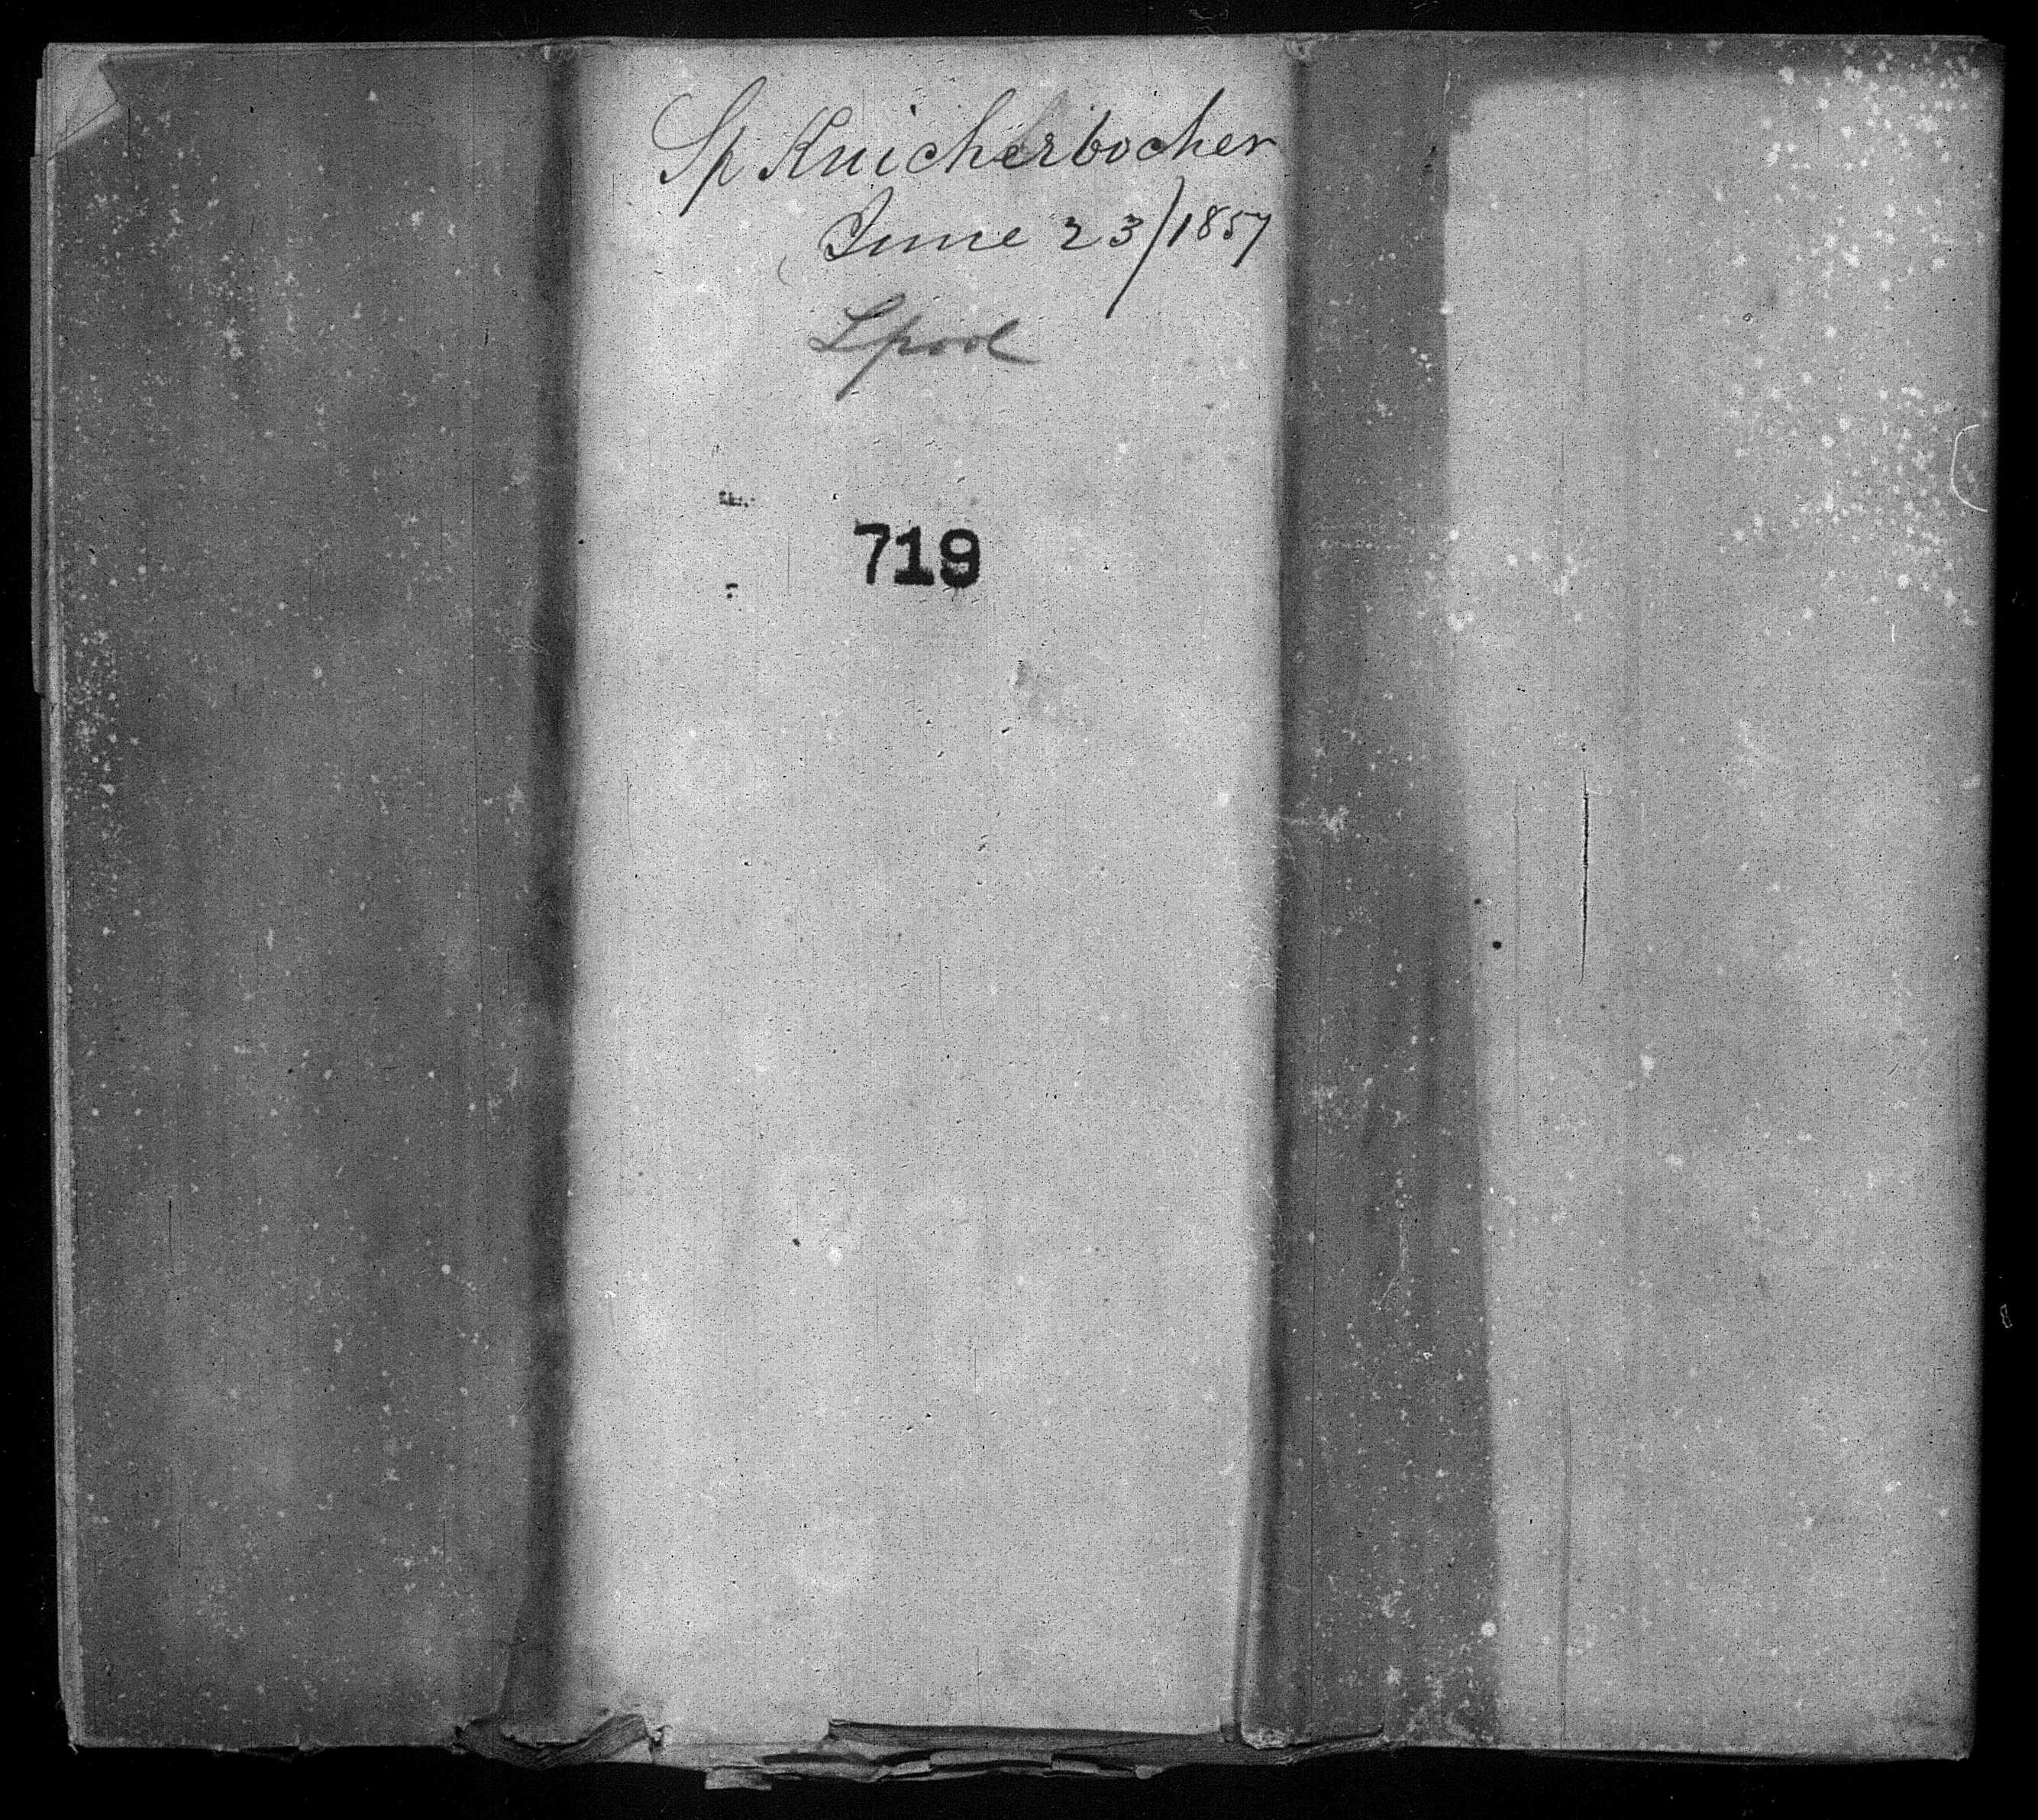 Sp Knickerbocker
June 23/1857
Lpool
719